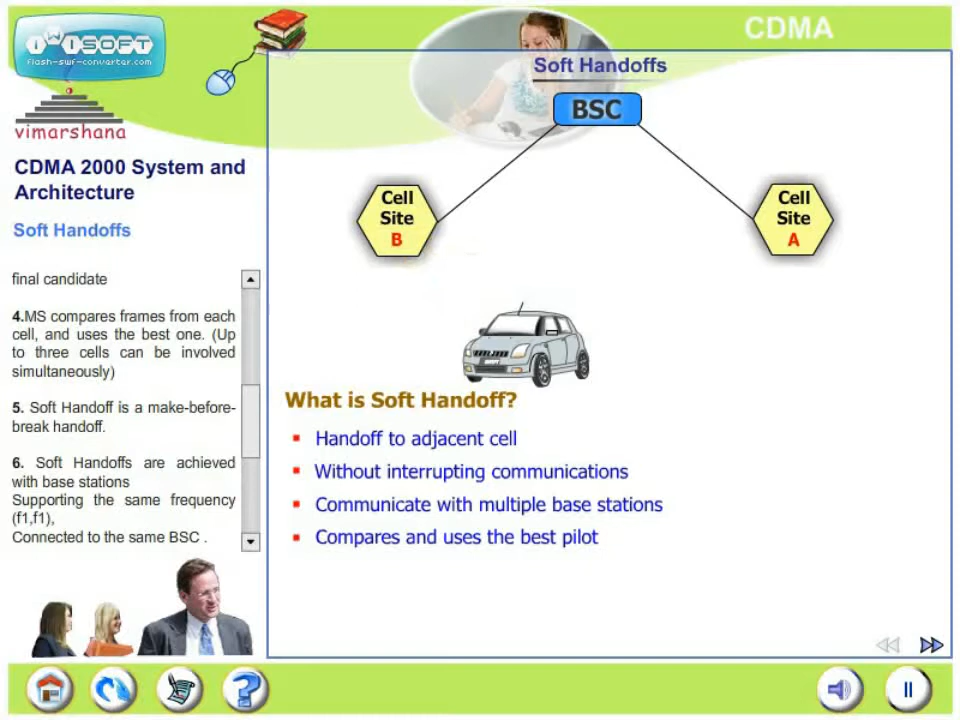 CDMA
iWiSOFT
flash-swf-converter.com
vimarshana
CDMA 2000 System and
Architecture
Soft Handoffs
final candidate
4.MS compares frames from each
cell, and uses the best one. (Up
to three cells can be involved
simultaneously)
5. Soft Handoff is a make-before-
break handoff.
6. Soft Handoffs are achieved
with base stations
Supporting the same frequency
(f1,f1),
Connected to the same BSC .
Soft Handoffs
BSC
Cell
Site
B
Cell
Site
A
What is Soft Handoff?
Handoff to adjacent cell
Without interrupting communications
Communicate with multiple base stations
Compares and uses the best pilot